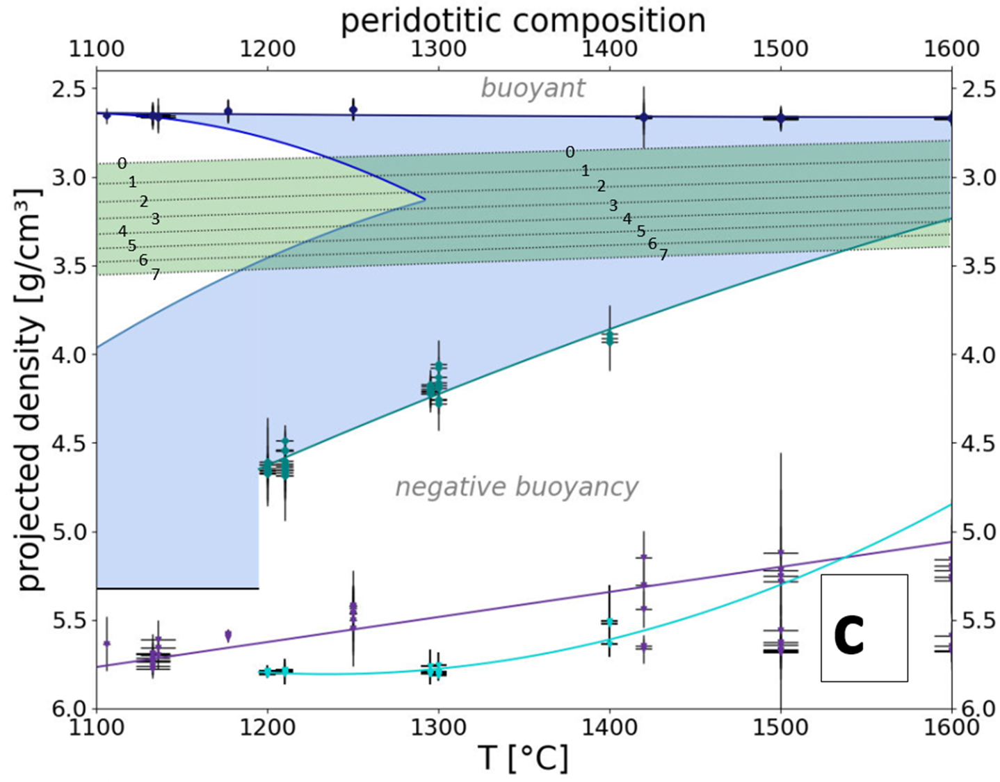 peridotitic composition
1100 1200 1300 1400 1500 1600
2.5 buoyant 2.5
0
0
1
1
2
2
3
3
4
4
5
5
6
6
7
7
3.0 3.0
3.5 3.5
4.0 4.0
4.5 4.5
negative buoyancy
5.0 5.0
5.5 5.5
c
6.0 6.0
1100 1200 1300 1400 1500 1600
T [°C]
projected density [g/cm³]